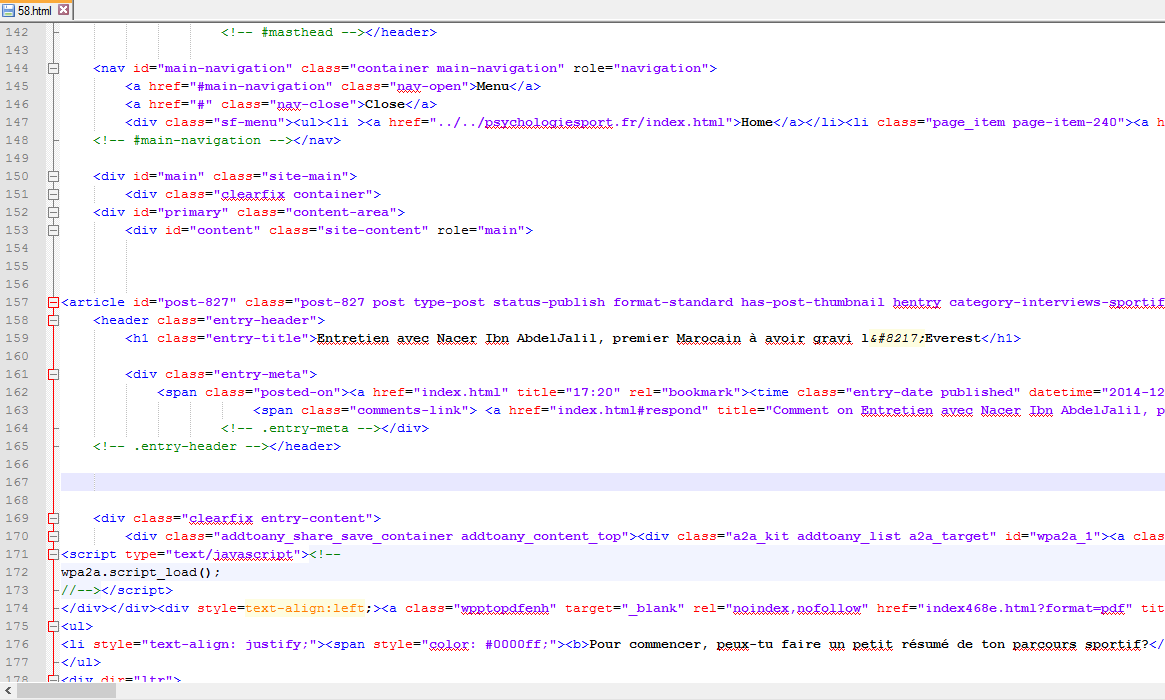 58.html
142 <!-- #masthead --></header>
143
144 <nav id="main-navigation" class="container main-navigation" role="navigation">
145 <a href="#main-navigation" class="nav-open">Menu</a>
146 <a href="#" class="nav-close">Close</a>
147 <div class="sf-menu"><ul><li ><a href="../../psychologiesport.fr/index.html">Home</a></li><li class="page_item page-item-240"><a h
148 <!-- #main-navigation --></nav>
149
150 <div id="main" class="site-main">
151 <div class="clearfix container">
152 <div id="primary" class="content-area">
153 <div id="content" class="site-content" role="main">
154
155
156
157 <article id="post-827" class="post-827 post type-post status-publish format-standard has-post-thumbnail hentry category-interviews-sportif
158 <header class="entry-header">
159 <h1 class="entry-title">Entretien avec Nacer Ibn AbdelJalil, premier Marocain à avoir gravi l&#8217;Everest</h1>
160
161 <div class="entry-meta">
162 <span class="posted-on"><a href="index.html" title="17:20" rel="bookmark"><time class="entry-date published" datetime="2014-12
163 <span class="comments-link"> <a href="index.html#respond" title="Comment on Entretien avec Nacer Ibn AbdelJalil, p
164 <!-- .entry-meta --></div>
165 <!-- .entry-header --></header>
166
167
168
169 <div class="clearfix entry-content">
170 <div class="addtoany_share_save_container addtoany_content_top"><div class="a2a_kit addtoany_list a2a_target" id="wpa2a_1"><a clas
171 <script type="text/javascript"><!--
172 wpa2a.script_load();
173 //--></script>
174 </div></div><div style=text-align:left;><a class="wpptopdfenh" target="_blank" rel="noindex,nofollow" href="index468e.html?format=pdf" tit
175 <ul>
176 <li style="text-align: justify;"><span style="color: #0000ff;"><b>Pour commencer, peux-tu faire un petit résumé de ton parcours sportif?</
177 </ul>
178 <div dir="ltr">